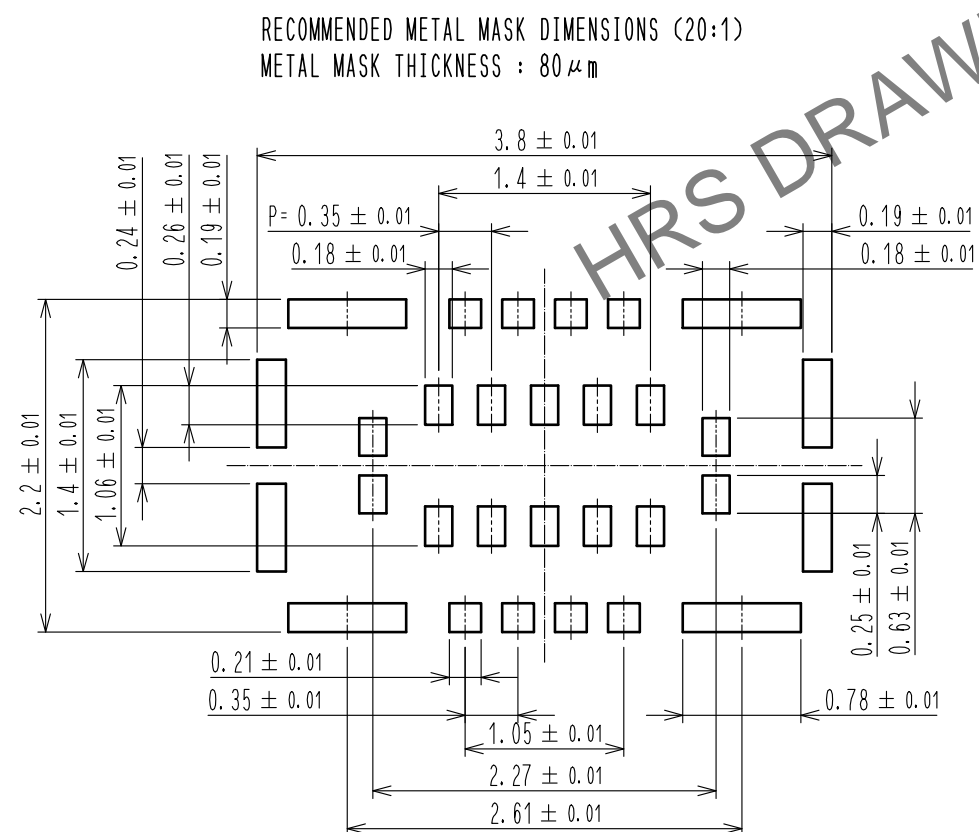 RECOMMENDED METAL MASK DIMENSIONS (20:1)
METAL MASK THICKNESS : 80μm
HRS DRAW
3.8 ± 0.01
1.4 ± 0.01
P= 0.35 ± 0.01
0.18 ± 0.01
0.19 ± 0.01
0.18 ± 0.01
0.24 ± 0.01
0.26 ± 0.01
0.19 ± 0.01
2.2 ± 0.01
1.4 ± 0.01
1.06 ± 0.01
0.25 ± 0.01
0.63 ± 0.01
0.21 ± 0.01
0.35 ± 0.01
0.78 ± 0.01
1.05 ± 0.01
2.27 ± 0.01
2.61 ± 0.01